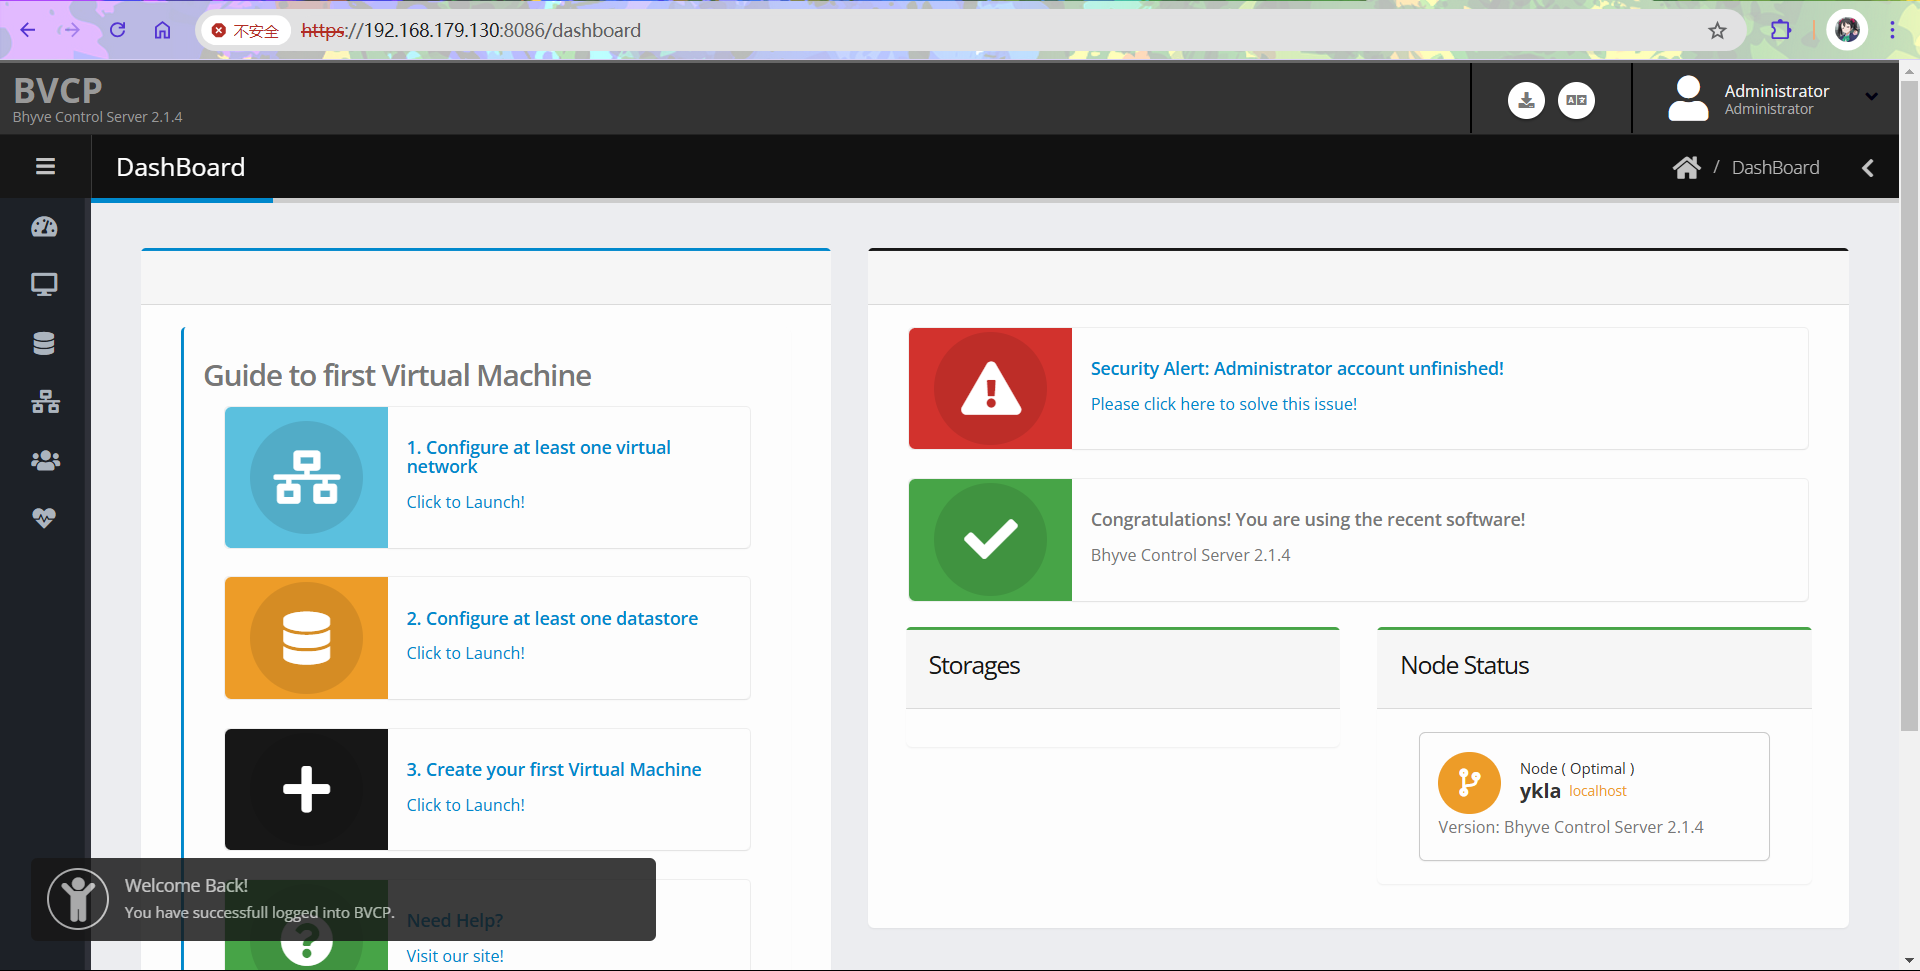 不安全
https://192.168.179.130:8086/dashboard
BVCP
Bhyve Control Server 2.1.4
Administrator
Administrator
DashBoard
/ DashBoard
Guide to first Virtual Machine
1. Configure at least one virtual
network
Click to Launch!
2. Configure at least one datastore
Click to Launch!
3. Create your first Virtual Machine
Click to Launch!
Need Help?
Visit our site!
Welcome Back!
You have successfull logged into BVCP.
Security Alert: Administrator account unfinished!
Please click here to solve this issue!
Congratulations! You are using the recent software!
Bhyve Control Server 2.1.4
Storages
Node Status
Node ( Optimal )
ykla localhost
Version: Bhyve Control Server 2.1.4